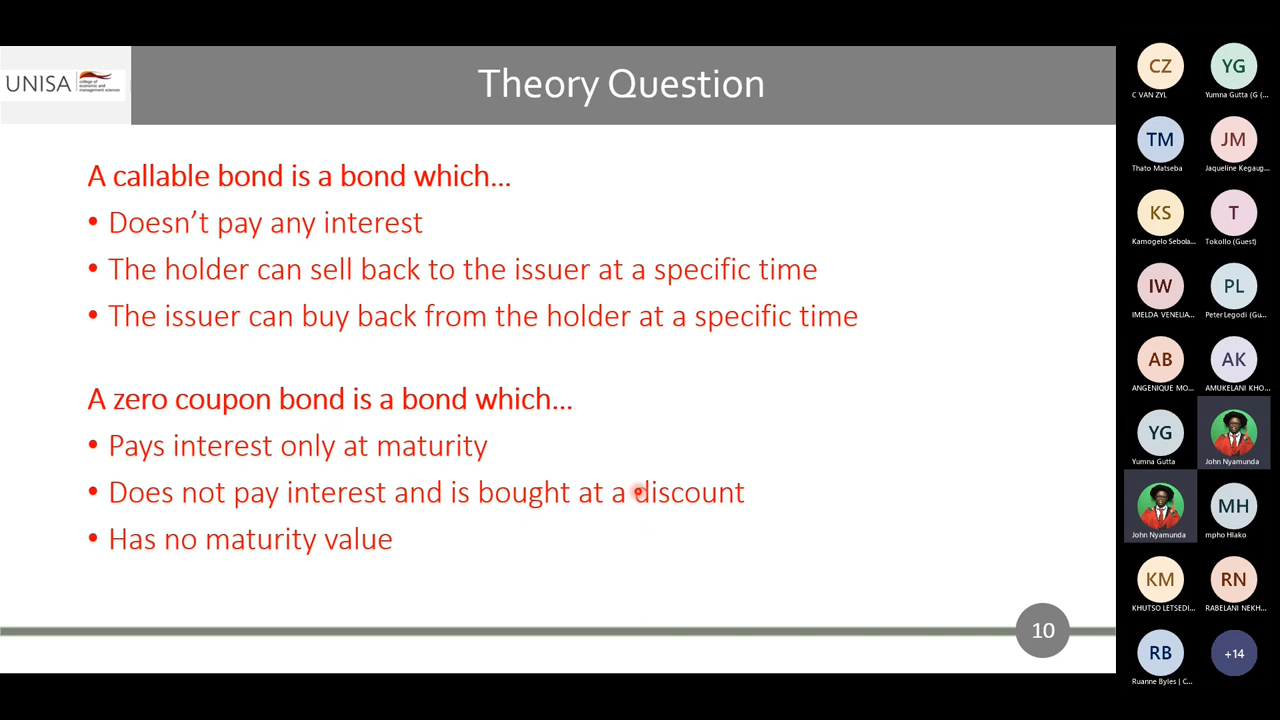 UNISA
college of
economic and
management sciences
Theory Question
A callable bond is a bond which...
• Doesn't pay any interest
• The holder can sell back to the issuer at a specific time
• The issuer can buy back from the holder at a specific time
A zero coupon bond is a bond which...
• Pays interest only at maturity
• Does not pay interest and is bought at a discount
• Has no maturity value
10
CZ
C VAN ZYL
YG
Yumna Gutta (G (...
TM
Thato Matseba
JM
Jaqueline Kegaug...
KS
Kamogelo Sebola...
T
Tokollo (Guest)
IW
IMELDA VENELIA...
PL
Peter Legodi (Gu...
AB
ANGENIQUE MO...
AK
AMUKELANI KHO...
YG
Yumna Gutta
John Nyamunda
John Nyamunda
MH
mpho Hlako
KM
KHUTSO LETSEDI...
RN
RABELANI NEKH...
RB
Ruanne Byles | C...
+14